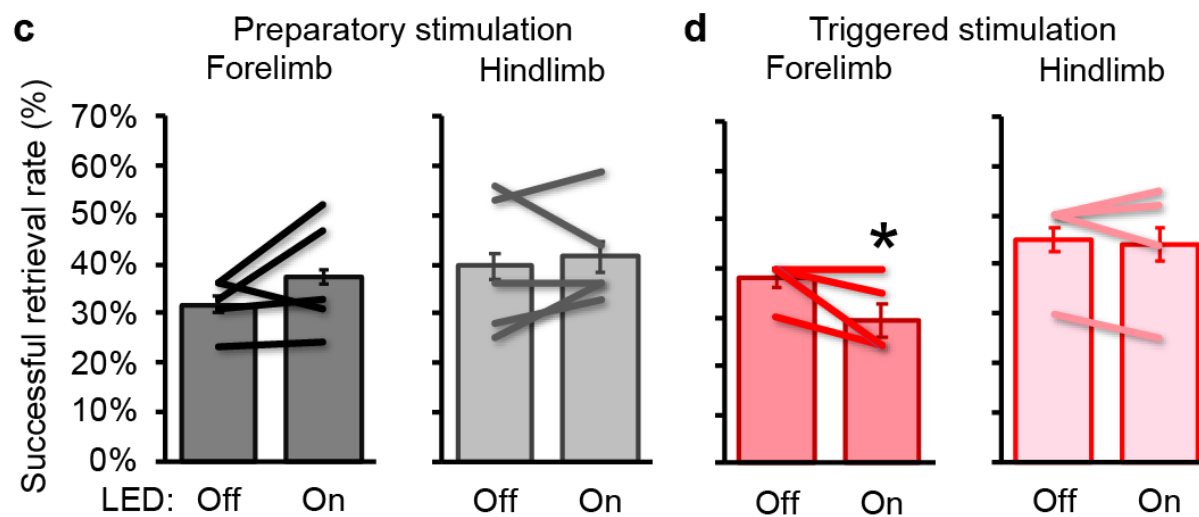 c Preparatory stimulation d Triggered stimulation
Forelimb Hindlimb Forelimb Hindlimb
Successful retrieval rate (%)
70%
60%
50%
40%
30%
20%
10%
0%
*
LED: Off On Off On Off On Off On